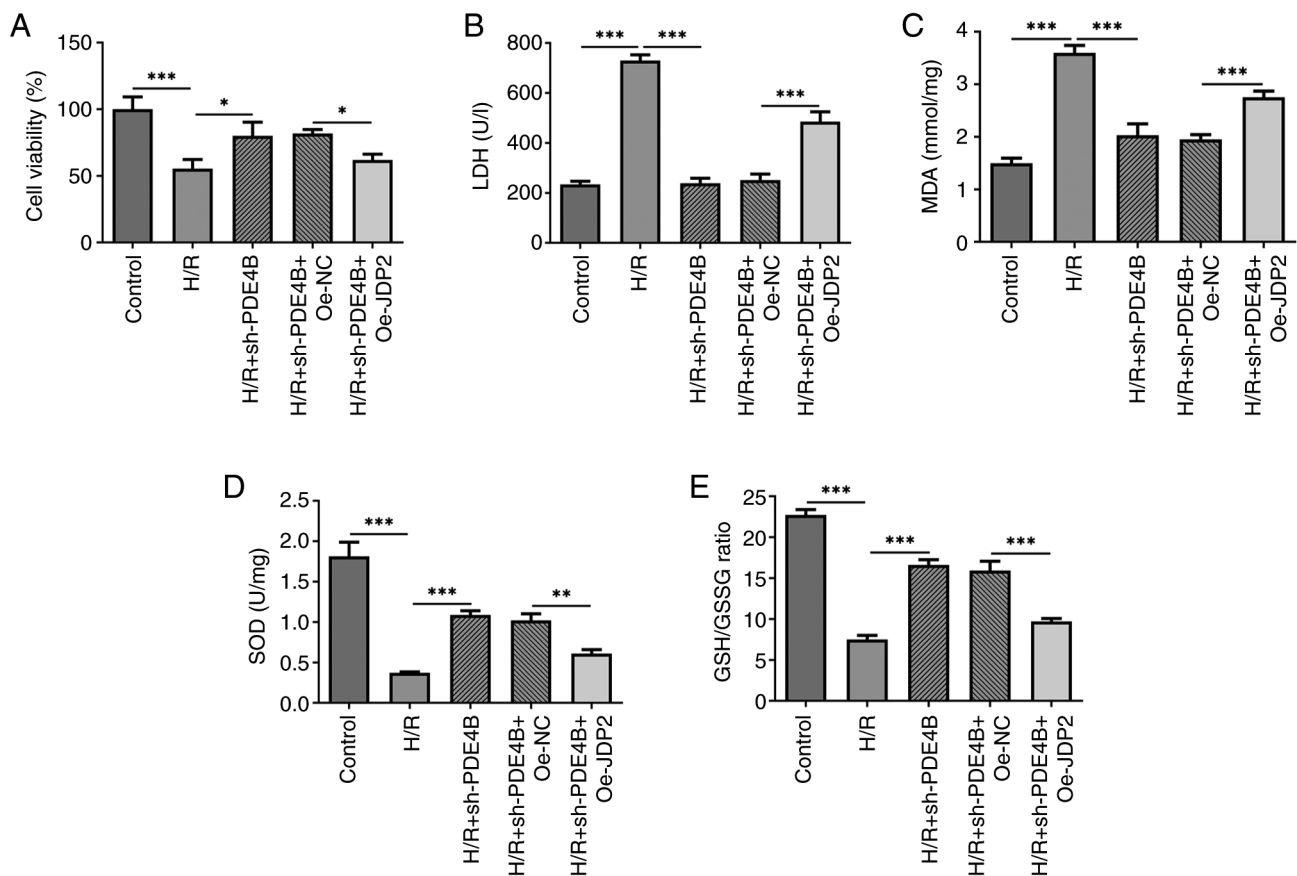 A
Cell viability (%)
150
100
50
0
***
*
*
Control
H/R
H/R+sh-PDE4B
H/R+sh-PDE4B+
Oe-NC
H/R+sh-PDE4B+
Oe-JDP2
B
LDH (U/l)
800
600
400
200
0
***
***
***
Control
H/R
H/R+sh-PDE4B
H/R+sh-PDE4B+
Oe-NC
H/R+sh-PDE4B+
Oe-JDP2
C
MDA (mmol/mg)
4
3
2
1
0
***
***
***
Control
H/R
H/R+sh-PDE4B
H/R+sh-PDE4B+
Oe-NC
H/R+sh-PDE4B+
Oe-JDP2
D
SOD (U/mg)
2.5
2.0
1.5
1.0
0.5
0.0
***
***
**
Control
H/R
H/R+sh-PDE4B
H/R+sh-PDE4B+
Oe-NC
H/R+sh-PDE4B+
Oe-JDP2
E
GSH/GSSG ratio
25
20
15
10
5
0
***
***
***
Control
H/R
H/R+sh-PDE4B
H/R+sh-PDE4B+
Oe-NC
H/R+sh-PDE4B+
Oe-JDP2